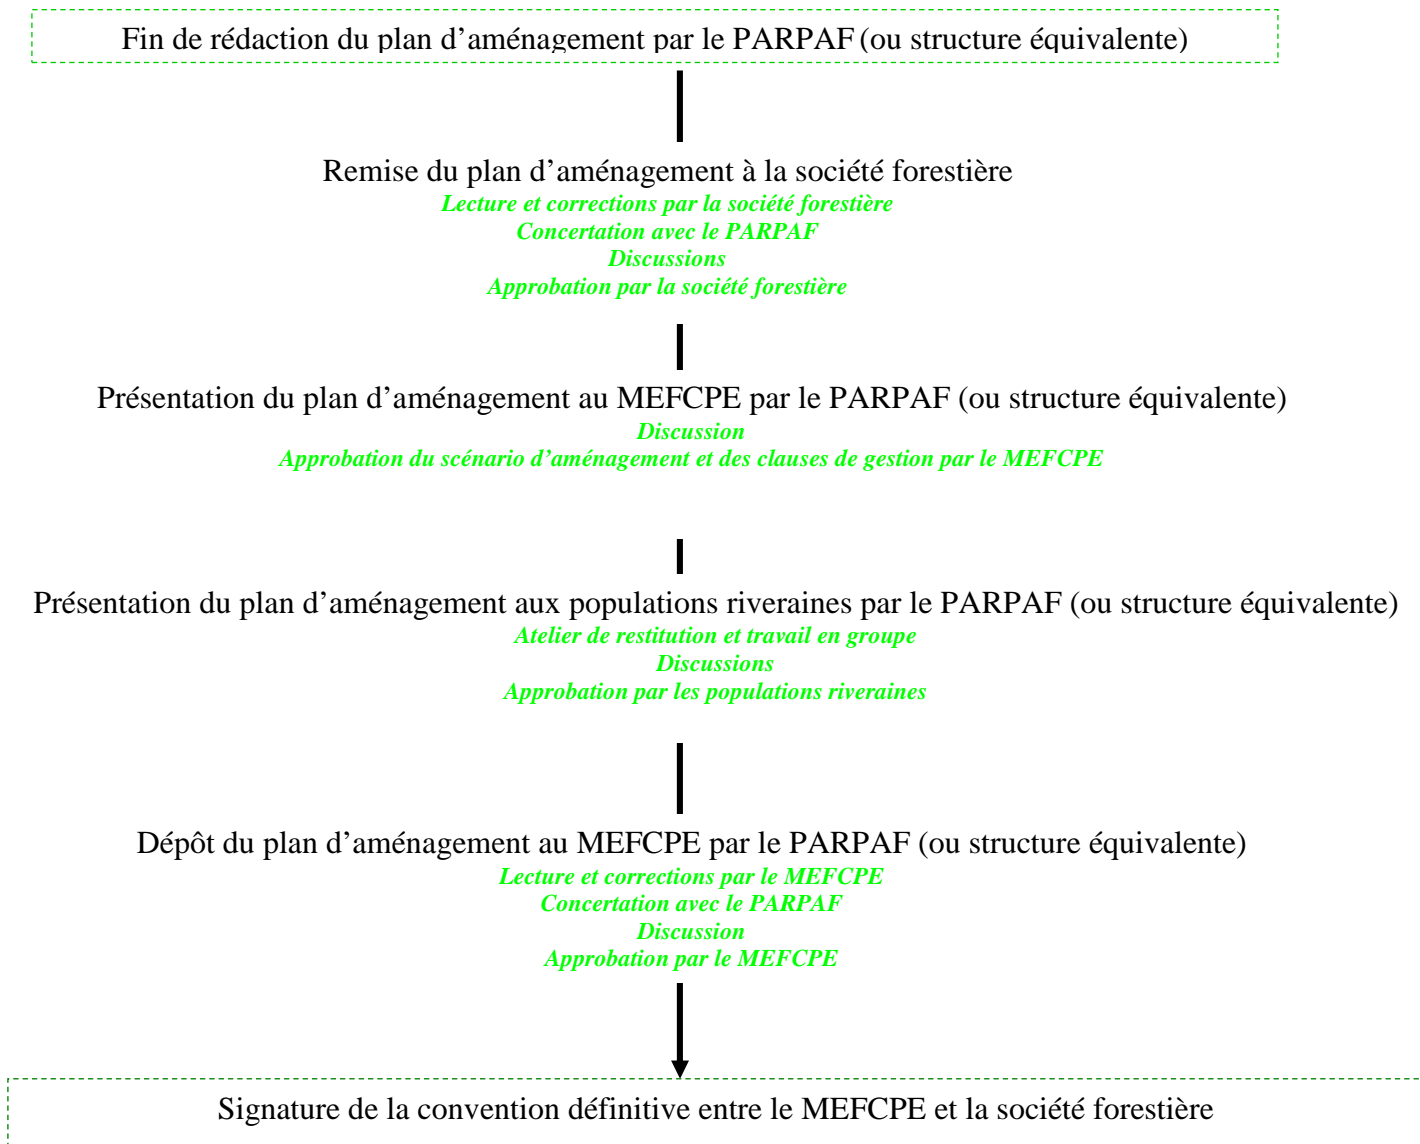 Fin de rédaction du plan d’aménagement par le PARPAF (ou structure équivalente)
Remise du plan d’aménagement à la société forestière
Lecture et corrections par la société forestière
Concertation avec le PARPAF
Discussions
Approbation par la société forestière
Présentation du plan d’aménagement au MEFCPE par le PARPAF (ou structure équivalente)
Discussion
Approbation du scénario d’aménagement et des clauses de gestion par le MEFCPE
Présentation du plan d’aménagement aux populations riveraines par le PARPAF (ou structure équivalente)
Atelier de restitution et travail en groupe
Discussions
Approbation par les populations riveraines
Dépôt du plan d’aménagement au MEFCPE par le PARPAF (ou structure équivalente)
Lecture et corrections par le MEFCPE
Concertation avec le PARPAF
Discussion
Approbation par le MEFCPE
Signature de la convention définitive entre le MEFCPE et la société forestière